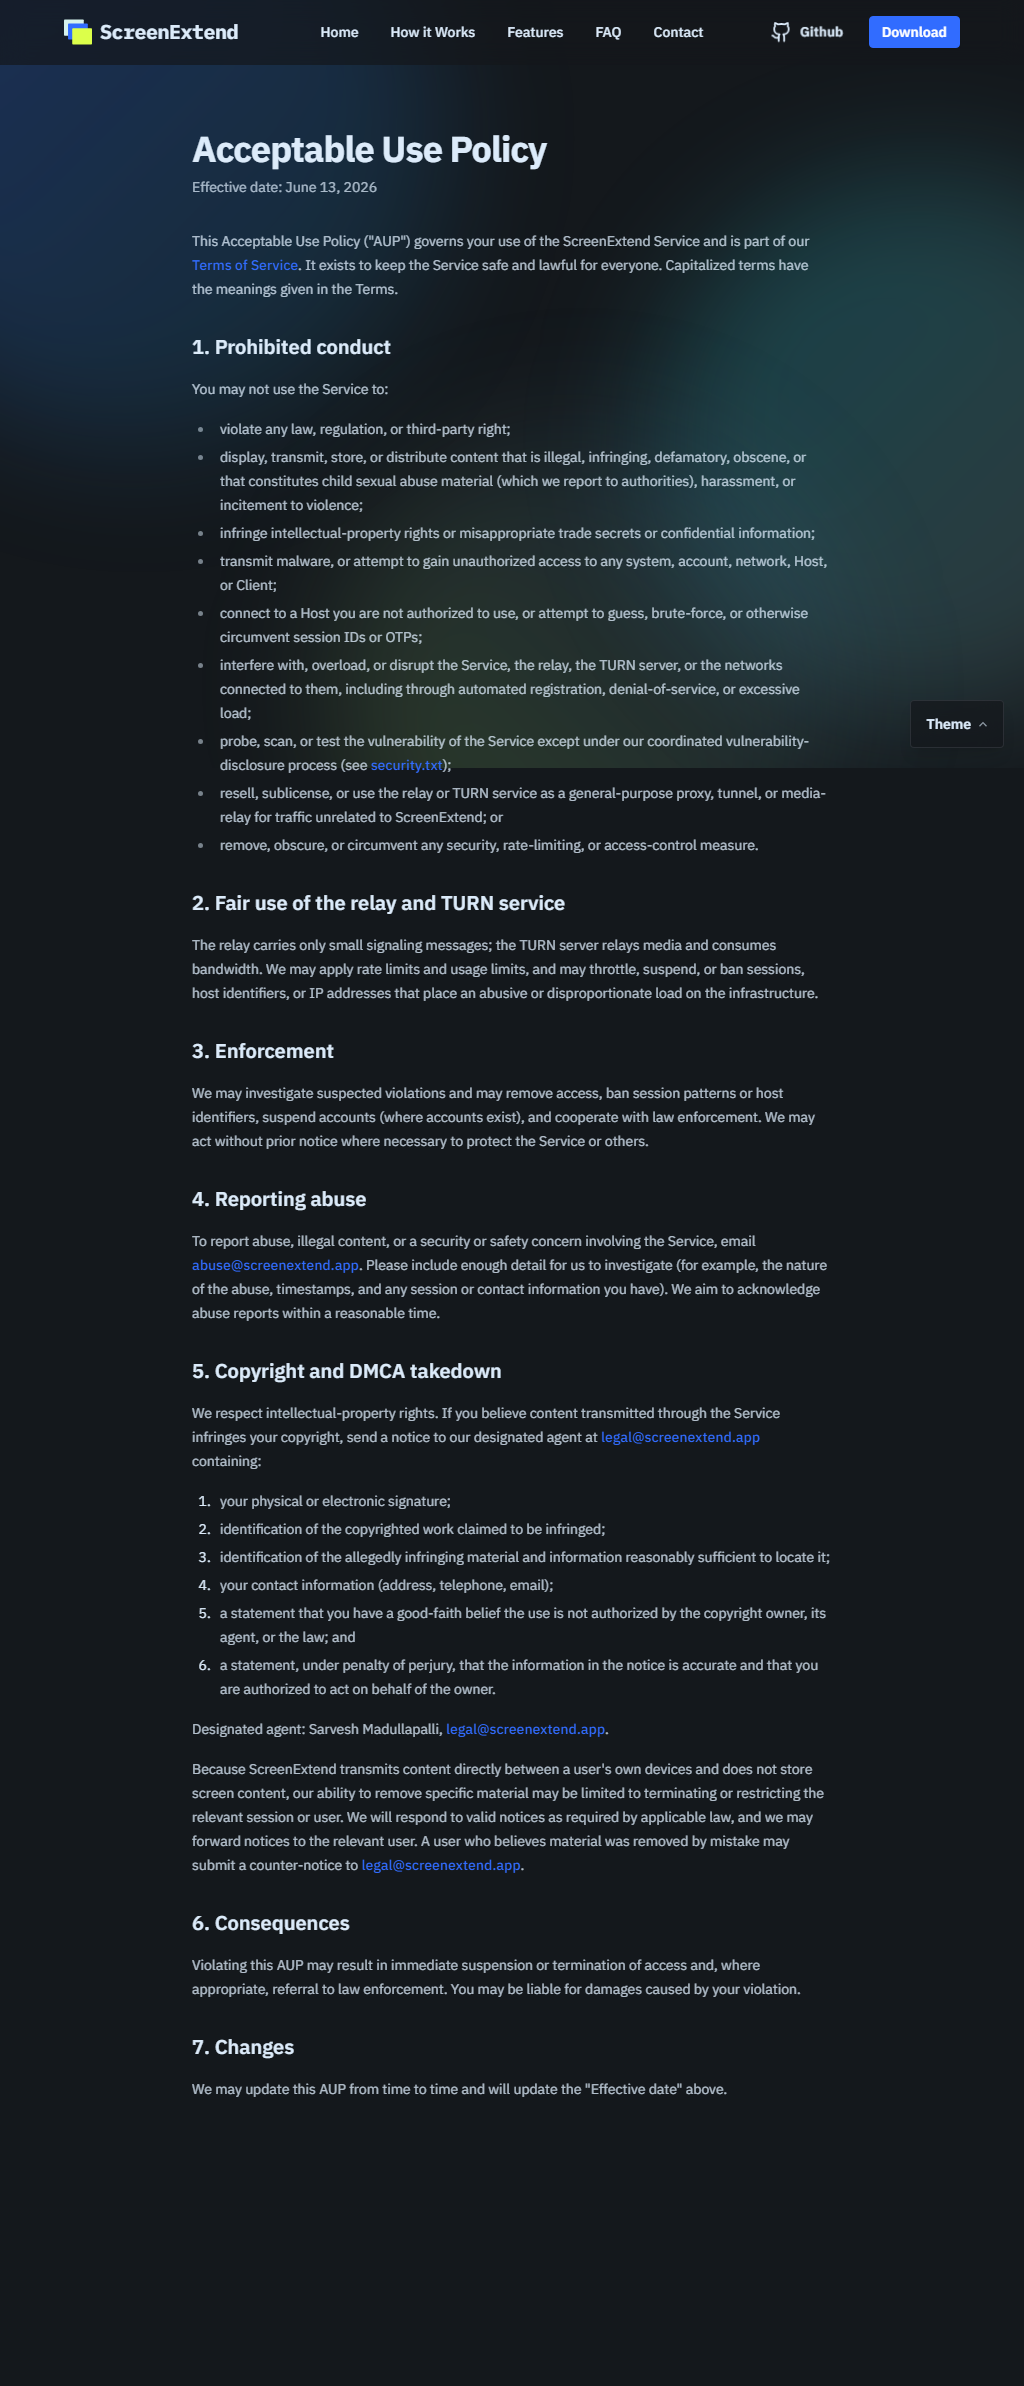 ScreenExtend
Home
How it Works
Features
FAQ
Contact
Github
Download
Acceptable Use Policy
Effective date: June 13, 2026
This Acceptable Use Policy ("AUP") governs your use of the ScreenExtend Service and is part of our
Terms of Service. It exists to keep the Service safe and lawful for everyone. Capitalized terms have
the meanings given in the Terms.
1. Prohibited conduct
You may not use the Service to:
violate any law, regulation, or third-party right;
display, transmit, store, or distribute content that is illegal, infringing, defamatory, obscene, or
that constitutes child sexual abuse material (which we report to authorities), harassment, or
incitement to violence;
infringe intellectual-property rights or misappropriate trade secrets or confidential information;
transmit malware, or attempt to gain unauthorized access to any system, account, network, Host,
or Client;
connect to a Host you are not authorized to use, or attempt to guess, brute-force, or otherwise
circumvent session IDs or OTPs;
interfere with, overload, or disrupt the Service, the relay, the TURN server, or the networks
connected to them, including through automated registration, denial-of-service, or excessive
load;
Theme
probe, scan, or test the vulnerability of the Service except under our coordinated vulnerability-
disclosure process (see security.txt);
resell, sublicense, or use the relay or TURN service as a general-purpose proxy, tunnel, or media-
relay for traffic unrelated to ScreenExtend; or
remove, obscure, or circumvent any security, rate-limiting, or access-control measure.
2. Fair use of the relay and TURN service
The relay carries only small signaling messages; the TURN server relays media and consumes
bandwidth. We may apply rate limits and usage limits, and may throttle, suspend, or ban sessions,
host identifiers, or IP addresses that place an abusive or disproportionate load on the infrastructure.
3. Enforcement
We may investigate suspected violations and may remove access, ban session patterns or host
identifiers, suspend accounts (where accounts exist), and cooperate with law enforcement. We may
act without prior notice where necessary to protect the Service or others.
4. Reporting abuse
To report abuse, illegal content, or a security or safety concern involving the Service, email
abuse@screenextend.app. Please include enough detail for us to investigate (for example, the nature
of the abuse, timestamps, and any session or contact information you have). We aim to acknowledge
abuse reports within a reasonable time.
5. Copyright and DMCA takedown
We respect intellectual-property rights. If you believe content transmitted through the Service
infringes your copyright, send a notice to our designated agent at legal@screenextend.app
containing:
1. your physical or electronic signature;
2. identification of the copyrighted work claimed to be infringed;
3. identification of the allegedly infringing material and information reasonably sufficient to locate it;
4. your contact information (address, telephone, email);
5. a statement that you have a good-faith belief the use is not authorized by the copyright owner, its
agent, or the law; and
6. a statement, under penalty of perjury, that the information in the notice is accurate and that you
are authorized to act on behalf of the owner.
Designated agent: Sarvesh Madullapalli, legal@screenextend.app.
Because ScreenExtend transmits content directly between a user's own devices and does not store
screen content, our ability to remove specific material may be limited to terminating or restricting the
relevant session or user. We will respond to valid notices as required by applicable law, and we may
forward notices to the relevant user. A user who believes material was removed by mistake may
submit a counter-notice to legal@screenextend.app.
6. Consequences
Violating this AUP may result in immediate suspension or termination of access and, where
appropriate, referral to law enforcement. You may be liable for damages caused by your violation.
7. Changes
We may update this AUP from time to time and will update the "Effective date" above.